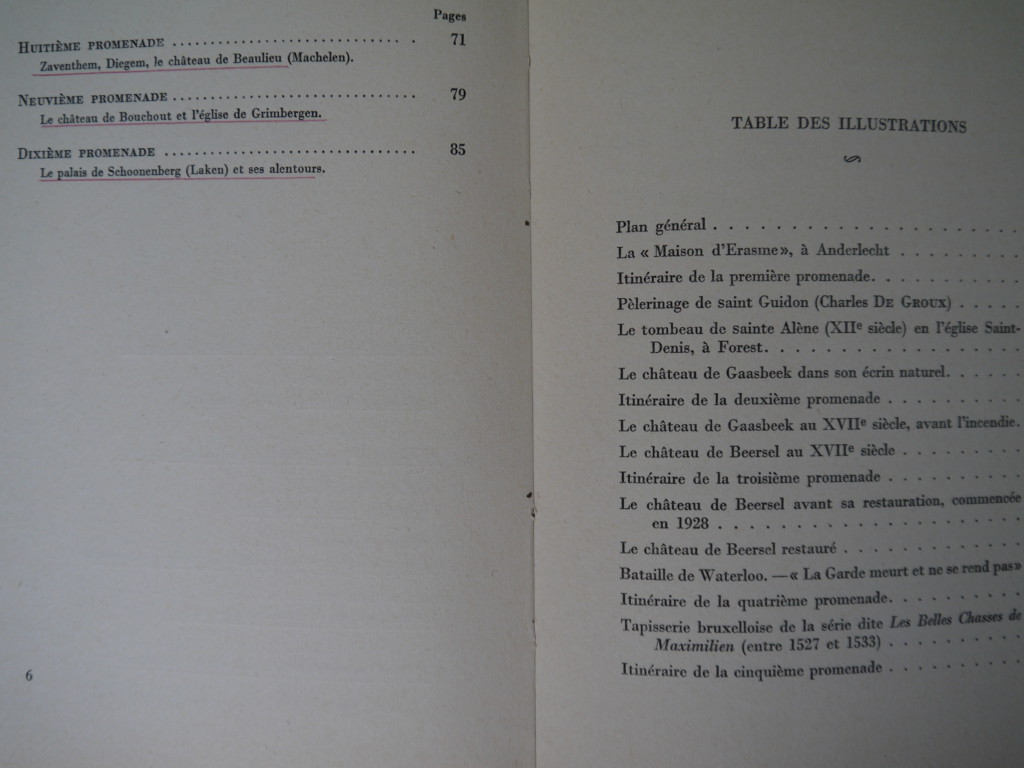 Pages
HUITIÈME PROMENADE . . . . . . . . . . . . . . . . . . . . . . . . . . . . . . 71
Zaventhem, Diegem, le château de Beaulieu (Machelen).
NEUVIÈME PROMENADE . . . . . . . . . . . . . . . . . . . . . . . . . . . . . . 79
Le château de Bouchout et l'église de Grimbergen.
DIXIÈME PROMENADE . . . . . . . . . . . . . . . . . . . . . . . . . . . . . . 85
Le palais de Schoonenberg (Laken) et ses alentours.
6
TABLE DES ILLUSTRATIONS
Plan général . . . . . . . . . . . . . . . . . . .
La « Maison d'Erasme», à Anderlecht . . . . . . . .
Itinéraire de la première promenade. . . . . . . . . .
Pèlerinage de saint Guidon (Charles DE GROUX) . . . .
Le tombeau de sainte Alène (XIIe siècle) en l'église Saint-
Denis, à Forest. . . . . . . . . . . . . . . . .
Le château de Gaasbeek dans son écrin naturel. . . . .
Itinéraire de la deuxième promenade . . . . . . . . .
Le château de Gaasbeek au XVIIe siècle, avant l'incendie.
Le château de Beersel au XVIIe siècle . . . . . . . .
Itinéraire de la troisième promenade . . . . . . . . .
Le château de Beersel avant sa restauration, commencée
en 1928 . . . . . . . . . . . . . . . . . . .
Le château de Beersel restauré . . . . . . . . . . .
Bataille de Waterloo. — « La Garde meurt et ne se rend pas»
Itinéraire de la quatrième promenade. . . . . . . . .
Tapisserie bruxelloise de la série dite Les Belles Chasses de
Maximilien (entre 1527 et 1533) . . . . . . . . .
Itinéraire de la cinquième promenade . . . . . . . . .